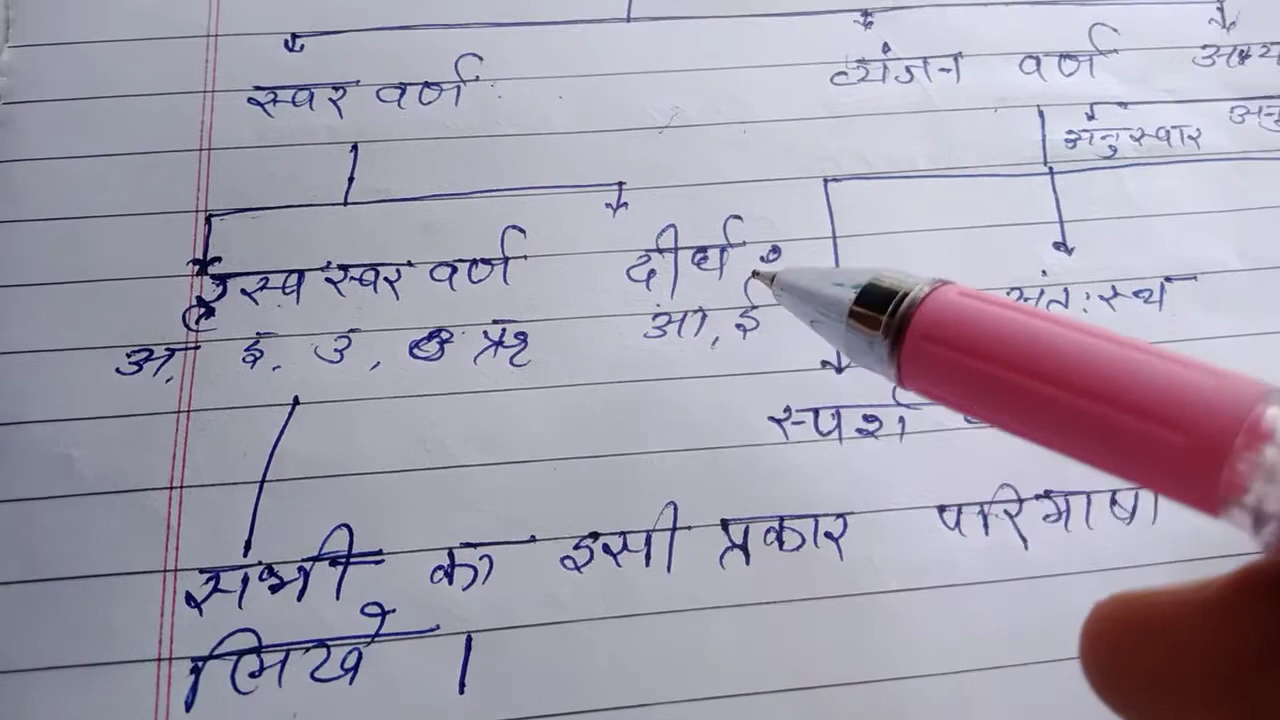 स्वर वर्ण व्यंजन वर्ण
अनुस्वार
ह्रस्व स्वर वर्ण दीर्घ अंतःस्थ
अ, इ, उ, ऋ आ, ई
स्पर्श
सभी का इसी प्रकार परिभाषा
लिखे ।